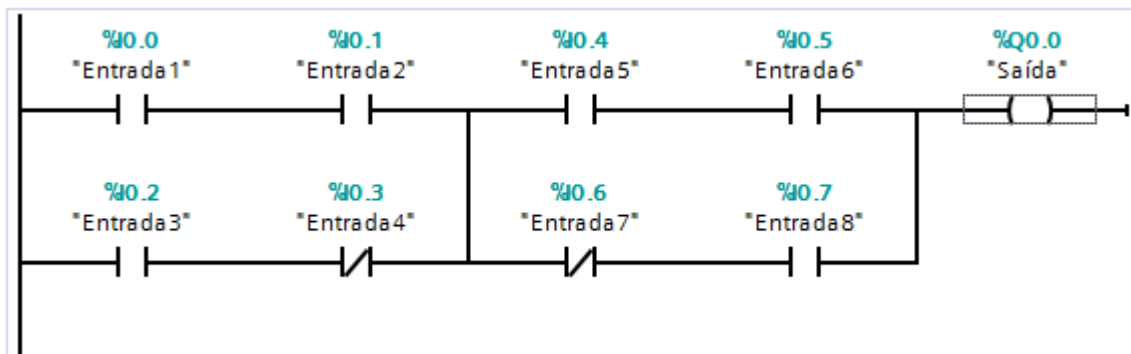 %I0.0 %I0.1 %I0.4 %I0.5 %Q0.0
"Entrada1" "Entrada2" "Entrada5" "Entrada6" "Saída"
%I0.2 %I0.3 %I0.6 %I0.7
"Entrada3" "Entrada4" "Entrada7" "Entrada8"